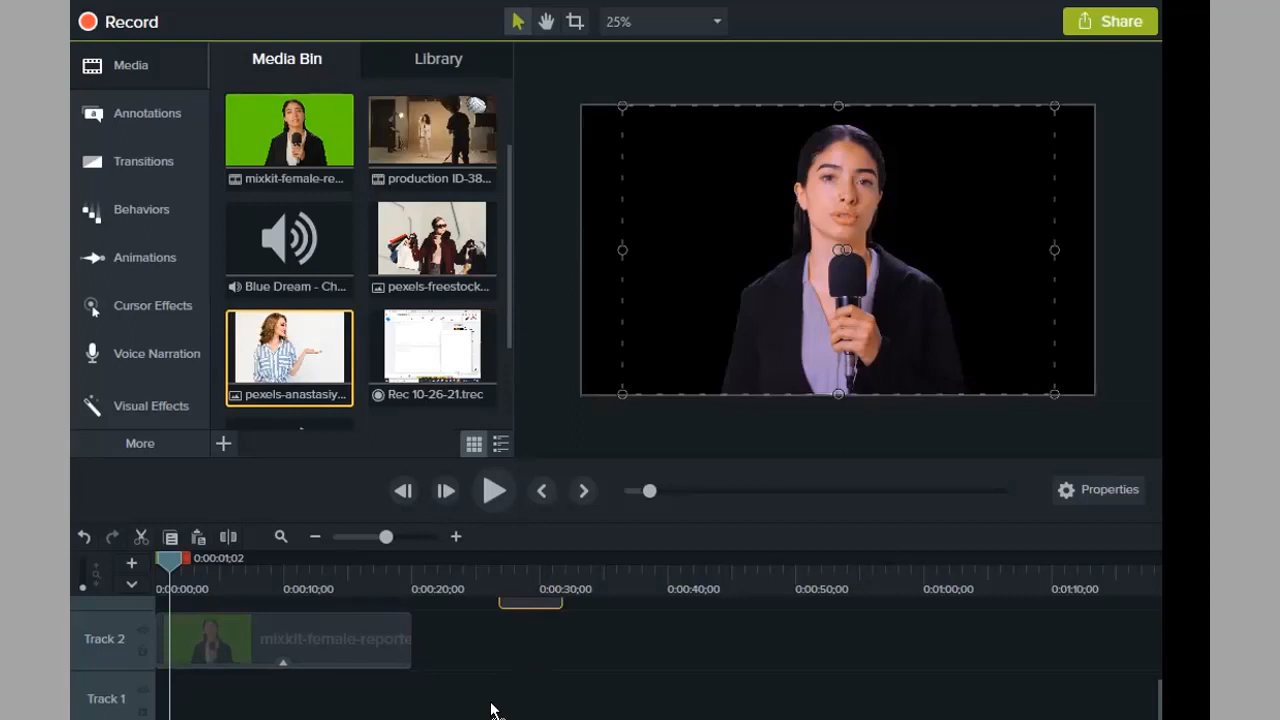 Record
25%
Share
Media
Media Bin
Library
Annotations
Transitions
Behaviors
Animations
Cursor Effects
Voice Narration
Visual Effects
More
mixkit-female-re...
production ID-38...
Blue Dream - Ch...
pexels-freestock...
pexels-anastasiy...
Rec 10-26-21.trec
Properties
0:00:01;02
0:00:00;00
0:00:10;00
0:00:20;00
0:00:30;00
0:00:40;00
0:00:50;00
0:01:00;00
0:01:10;00
Track 2
mixkit-female-reporte
Track 1